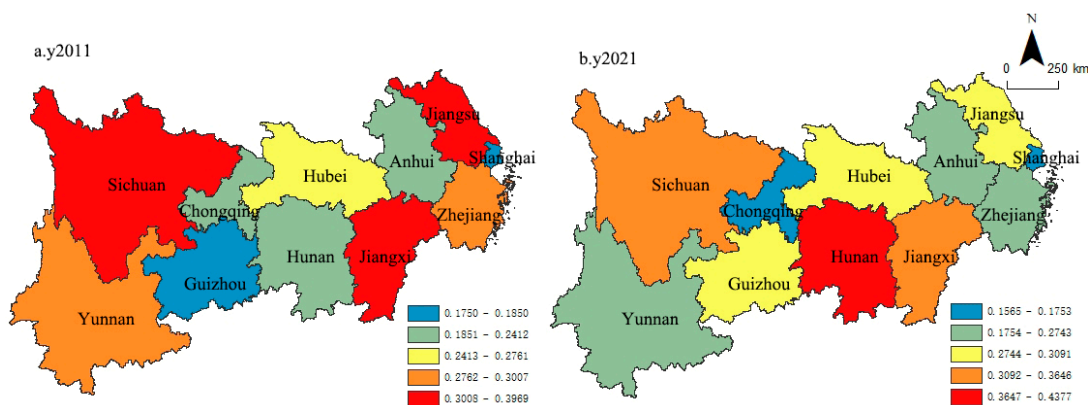 a.y2011
Sichuan
Chongqing
Hubei
Anhui
Jiangsu
Shanghai
Zhejiang
Yunnan
Guizhou
Hunan
Jiangxi
0.1750 - 0.1850
0.1851 - 0.2412
0.2413 - 0.2761
0.2762 - 0.3007
0.3008 - 0.3969
b.y2021
N
0 250 km
Sichuan
Chongqing
Hubei
Anhui
Jiangsu
Shanghai
Zhejiang
Yunnan
Guizhou
Hunan
Jiangxi
0.1565 - 0.1753
0.1754 - 0.2743
0.2744 - 0.3091
0.3092 - 0.3646
0.3647 - 0.4377